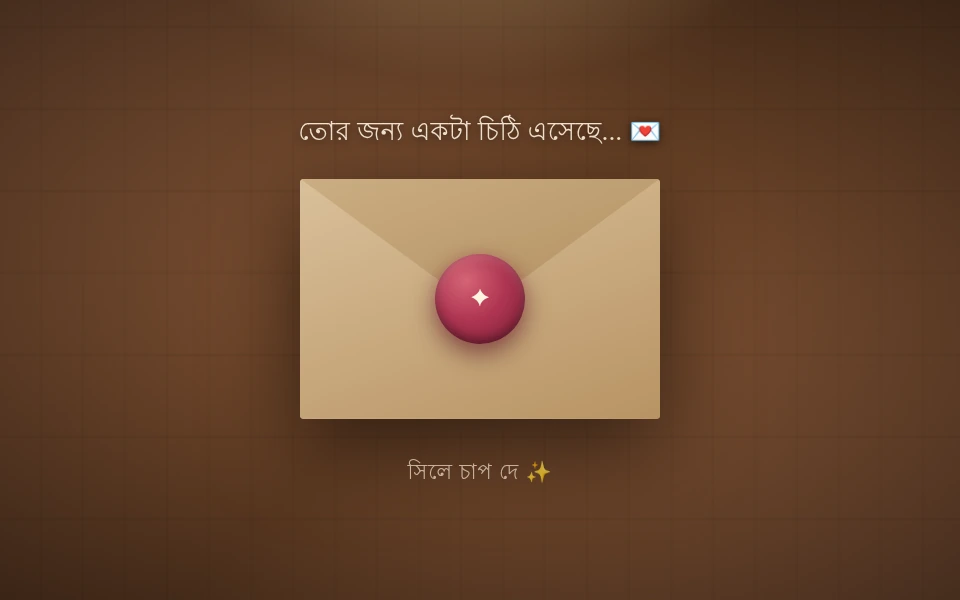 তোর জন্য একটা চিঠি এসেছে... 💌
সিলে চাপ দে ✨